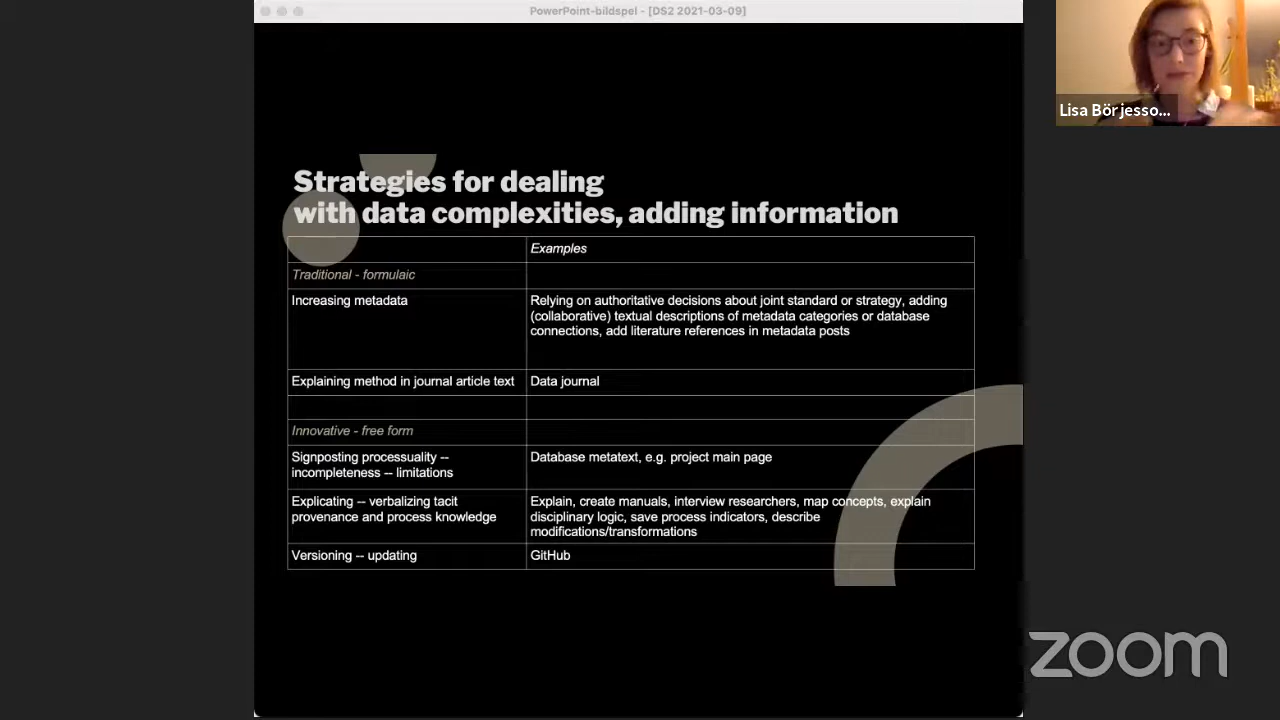 PowerPoint-bildspel - [DS2 2021-03-09]
Lisa Börjesso...
Strategies for dealing
with data complexities, adding information
Examples
Traditional - formulaic
Increasing metadata
Relying on authoritative decisions about joint standard or strategy, adding
(collaborative) textual descriptions of metadata categories or database
connections, add literature references in metadata posts
Explaining method in journal article text
Data journal
Innovative - free form
Signposting processuality --
incompleteness -- limitations
Database metatext, e.g. project main page
Explicating -- verbalizing tacit
provenance and process knowledge
Explain, create manuals, interview researchers, map concepts, explain
disciplinary logic, save process indicators, describe
modifications/transformations
Versioning -- updating
GitHub
zoom